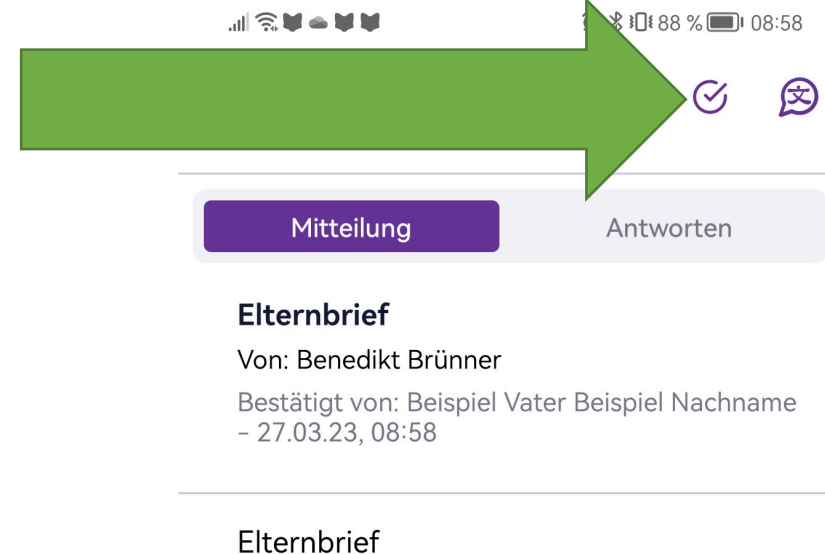 88 % 08:58
文
Mitteilung
Antworten
Elternbrief
Von: Benedikt Brünner
Bestätigt von: Beispiel Vater Beispiel Nachname
- 27.03.23, 08:58
Elternbrief